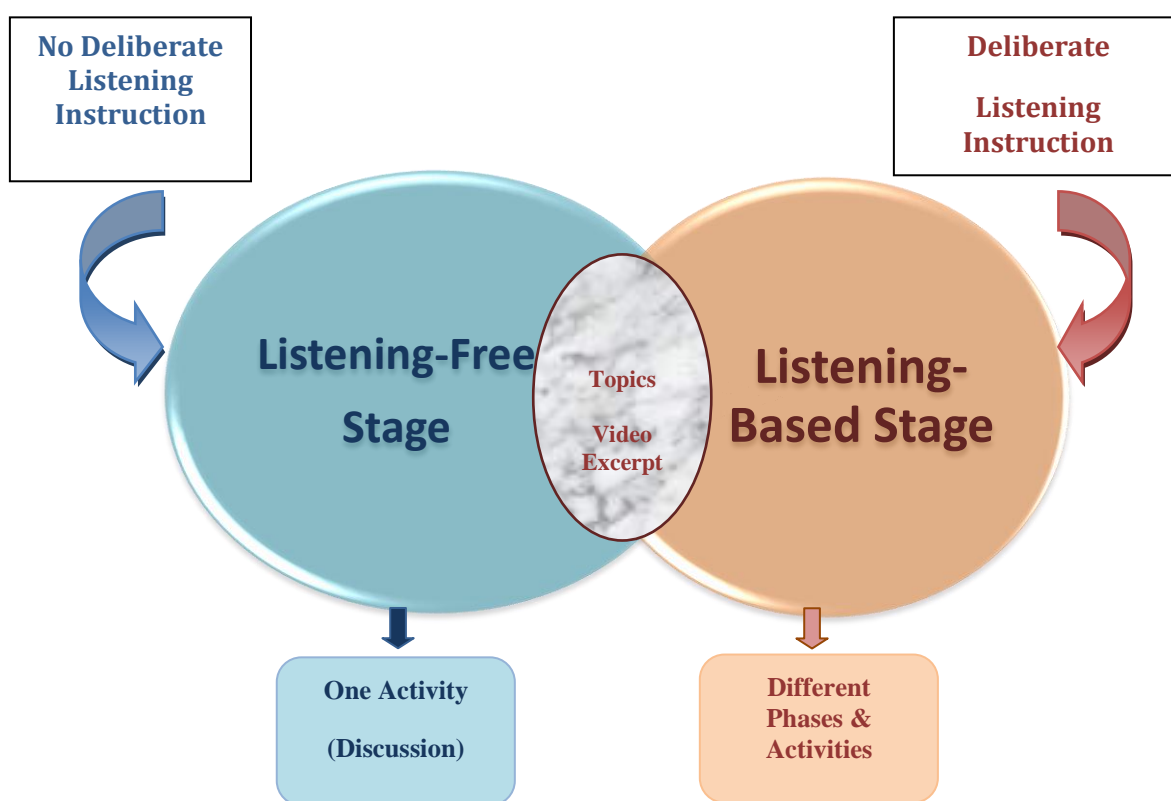 No Deliberate
Listening
Instruction
Deliberate
Listening
Instruction
Listening-Free
Stage
Topics
Video
Excerpt
Listening-
Based Stage
One Activity
(Discussion)
Different
Phases &
Activities